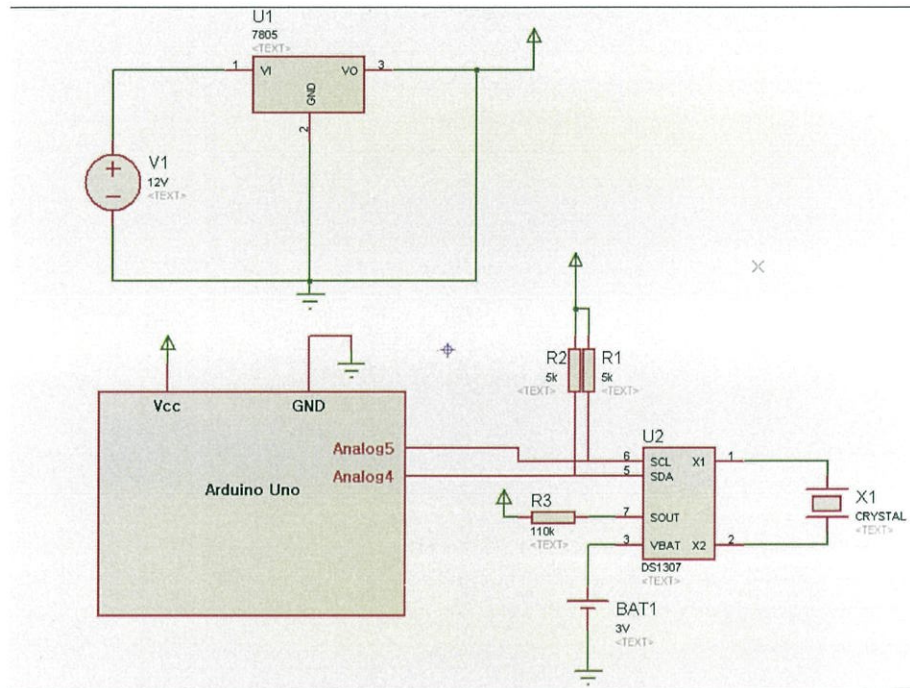 U1
7805
<TEXT>
1
VI
VO
3
GND
2
V1
12V
<TEXT>
Vcc
GND
Analog5
Analog4
Arduino Uno
R2
5k
<TEXT>
R1
5k
<TEXT>
U2
6
SCL
X1
1
5
SDA
R3
110k
<TEXT>
7
SOUT
3
VBAT
X2
2
DS1307
<TEXT>
X1
CRYSTAL
<TEXT>
BAT1
3V
<TEXT>